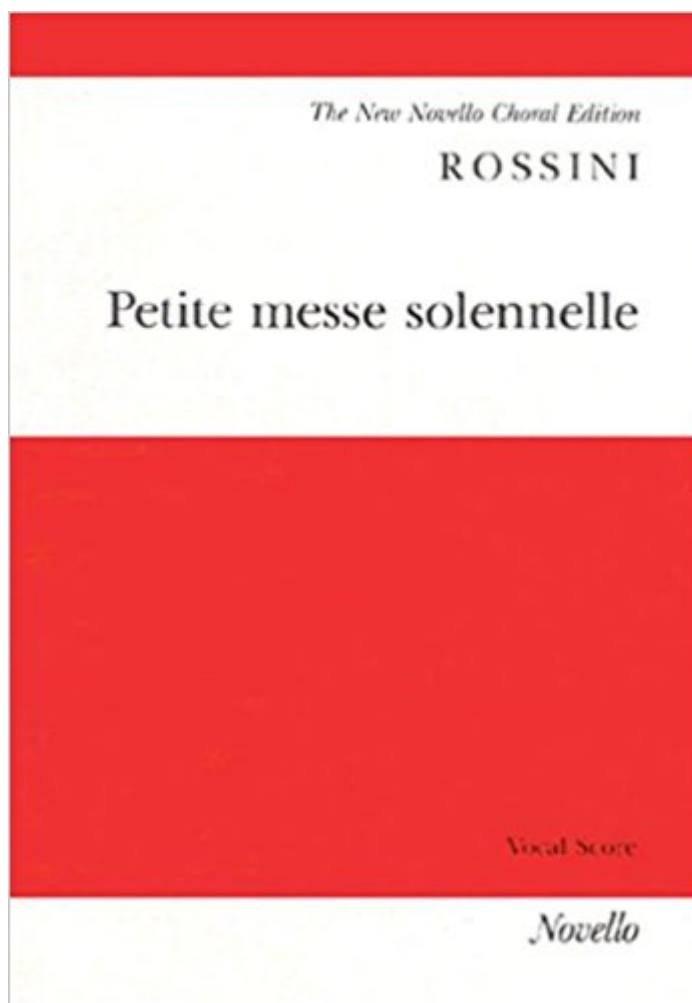 The New Novello Choral Edition
ROSSINI
Petite messe solennelle
Vocal Score
Novello